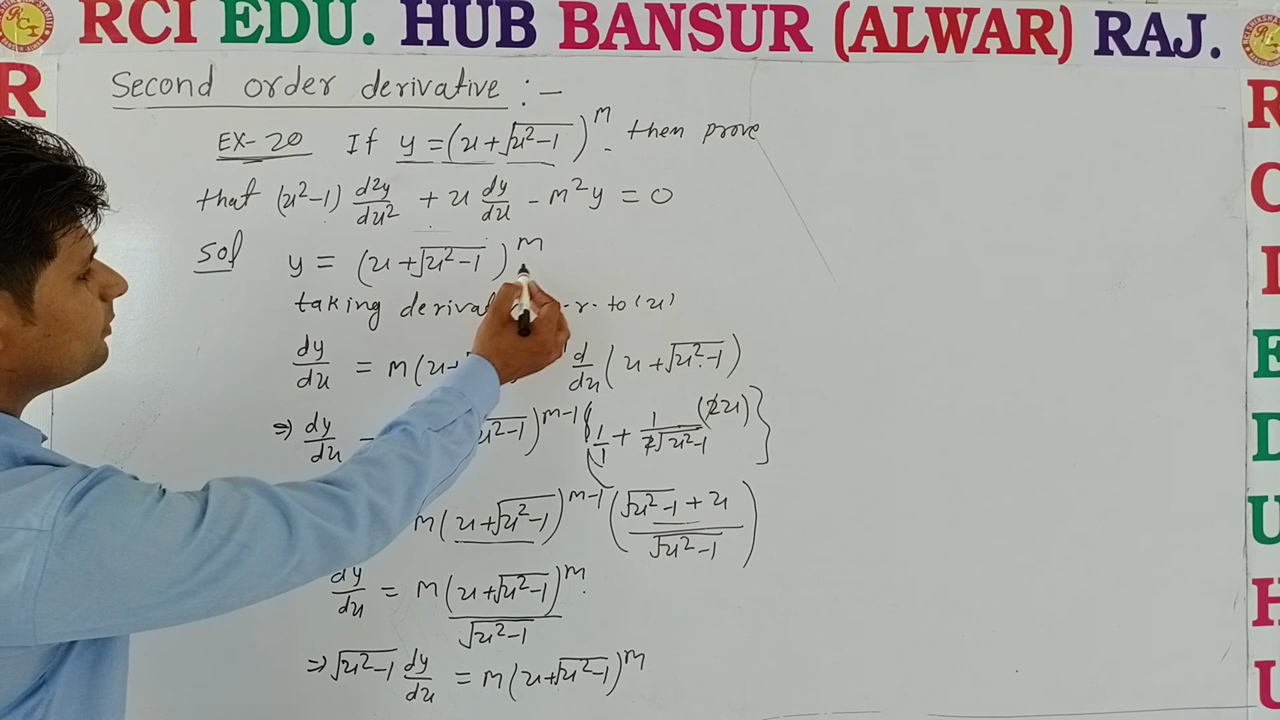 RCI EDU. HUB BANSUR (ALWAR) RAJ.
R
R
C
I
E
D
U
H
U
Second order derivative :-
EX-20 If y = (x+√x²-1)^m. then prove
that (x²-1) d²y/dx² + x dy/dx - m²y = 0
Sol y = (x+√x²-1)^m
taking r. to (x)
dy/dx = m(x+ d/dx (x+√x²-1)
⇒ dy/dx √x²-1)^m-1 {1/1 + 1/2√x²-1 (2x)}
m(x+√x²-1)^m-1 (√x²-1 + x/√x²-1)
dy/dx = m(x+√x²-1)^m/√x²-1
⇒ √x²-1 dy/dx = m(x+√x²-1)^m